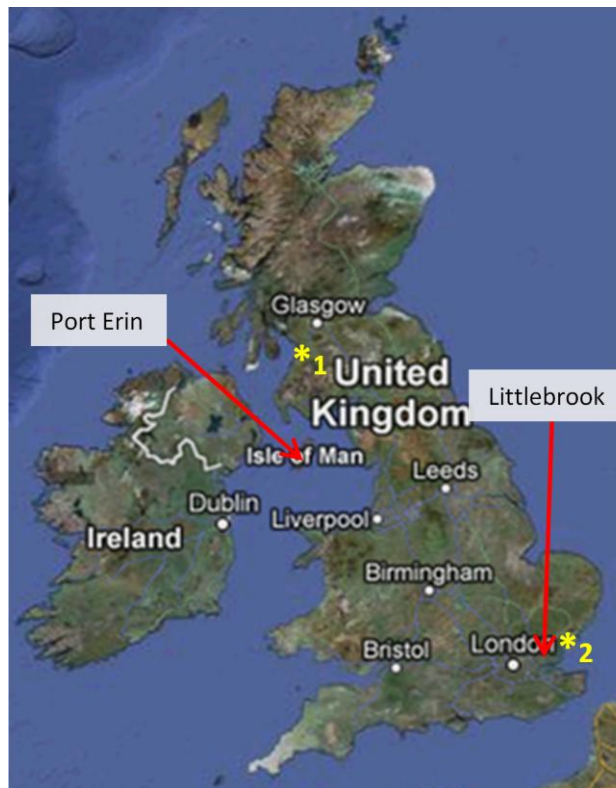 Glasgow
Port Erin
*1
United
Kingdom
Littlebrook
Isle of Man
Leeds
Dublin
Liverpool
Ireland
Birmingham
London
*2
Bristol